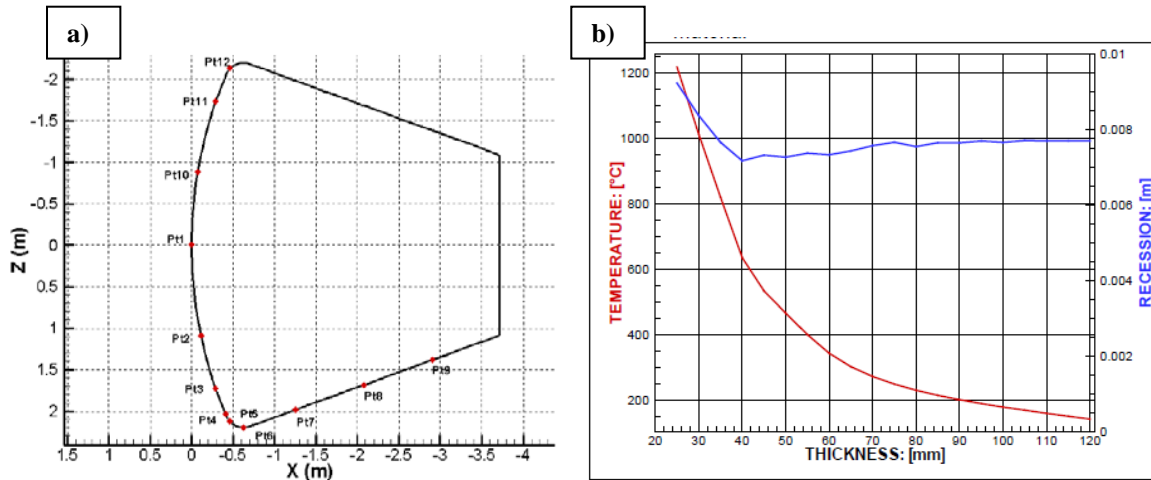 a)
Pt12
Pt11
Pt10
Pt1
Pt2
Pt3
Pt4
Pt5
Pt6
Pt7
Pt8
Pt9
Z (m)
-2
-1.5
-1
-0.5
0
0.5
1
1.5
2
1.5 1 0.5 0 -0.5 -1 -1.5 -2 -2.5 -3 -3.5 -4
X (m)
b)
TEMPERATURE: [°C]
1200
1000
800
600
400
200
0.01
0.008
0.006
0.004
0.002
0
RECESSION: [m]
20 30 40 50 60 70 80 90 100 110 120
THICKNESS: [mm]